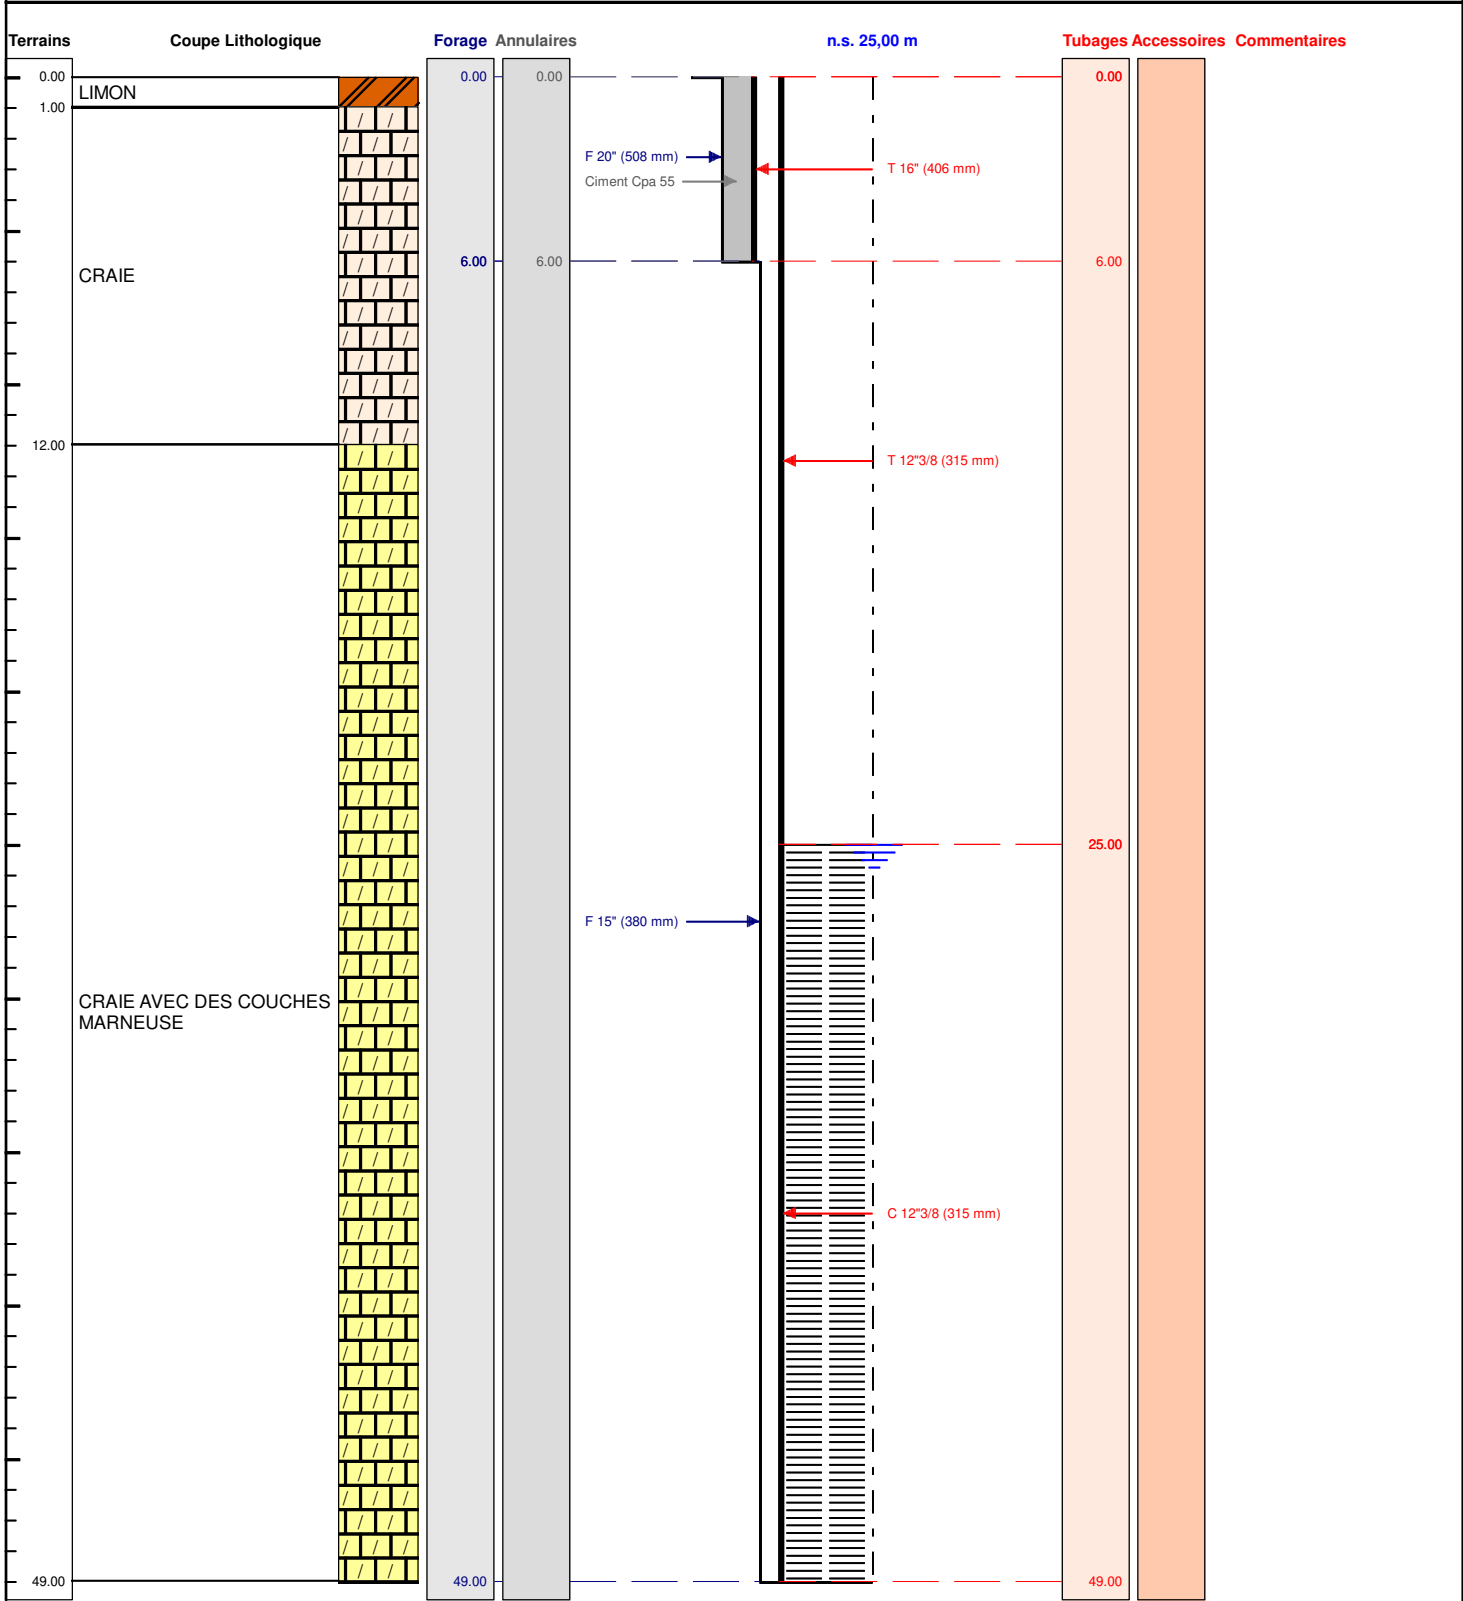 Terrains Coupe Lithologique Forage Annulaires n.s. 25,00 m Tubages Accessoires Commentaires
0.00 0.00 0.00 0.00
LIMON
1.00
F 20" (508 mm)
T 16" (406 mm)
Ciment Cpa 55
6.00 6.00 6.00
CRAIE
12.00
T 12"3/8 (315 mm)
25.00
F 15" (380 mm)
CRAIE AVEC DES COUCHES
MARNEUSE
C 12"3/8 (315 mm)
49.00 49.00 49.00